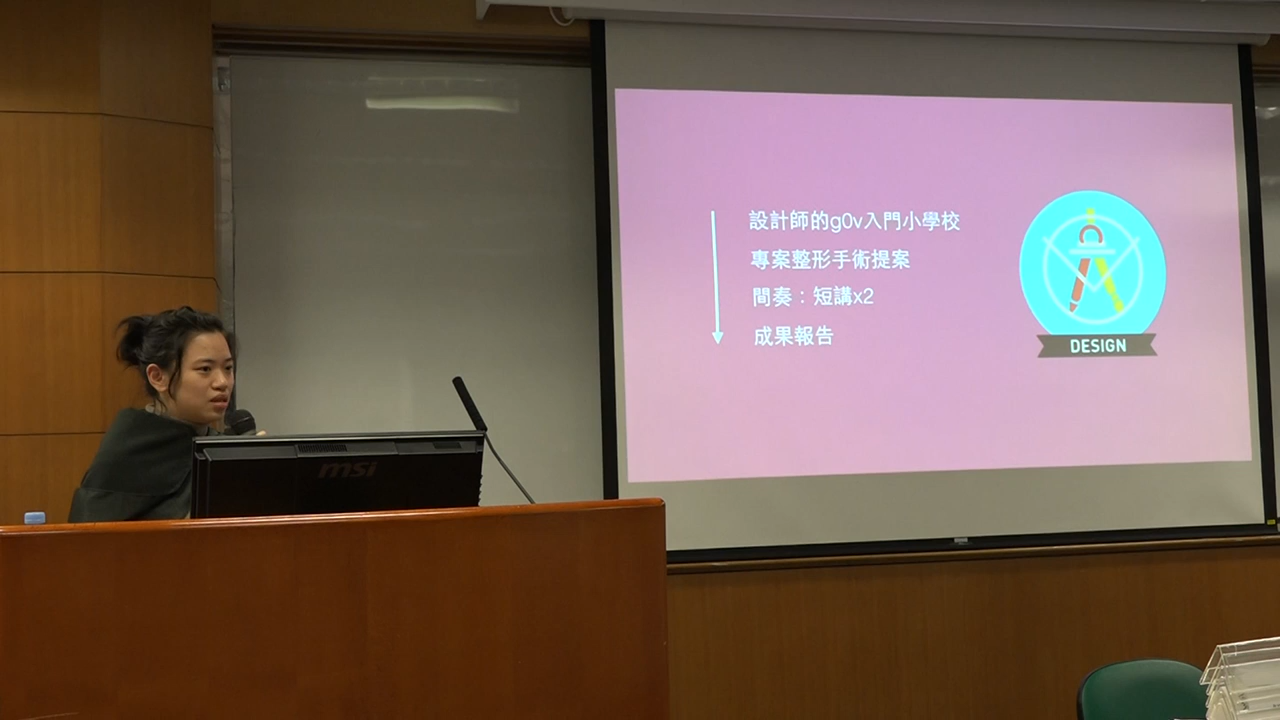 設計師的g0v入門小學校
專案整形手術提案
間奏：短講x2
成果報告
DESIGN
msi